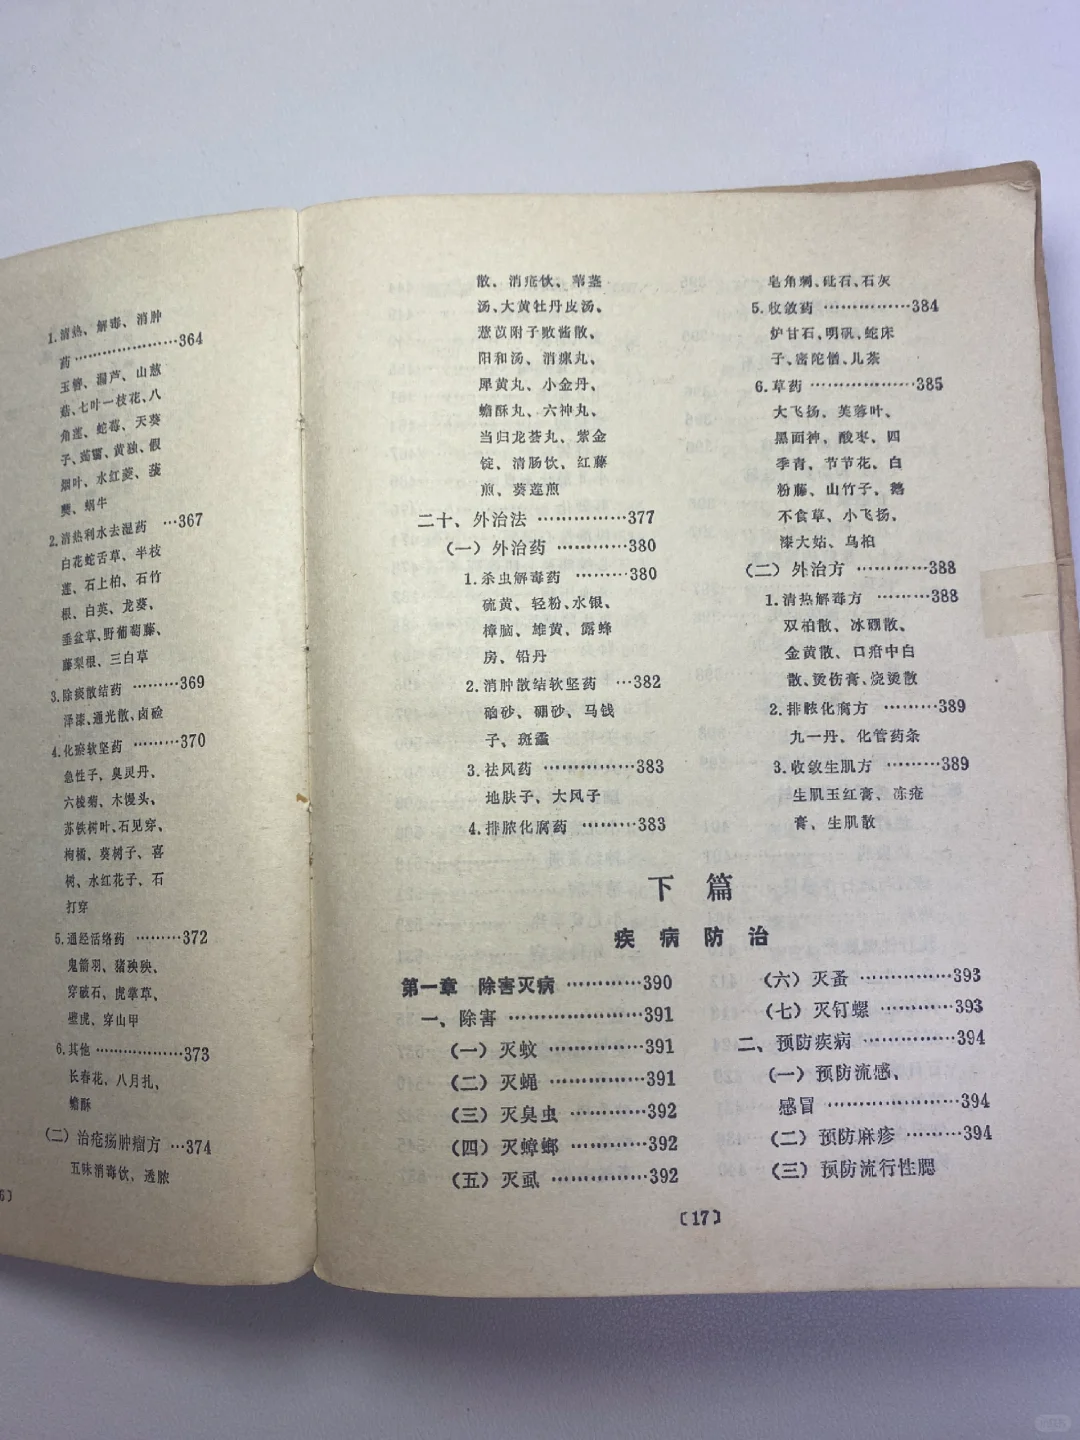 1.清热、解毒、消肿
药…………………364
玉簪、漏芦、山慈
菇、七叶一枝花、八
角莲、蛇莓、天葵
子、蒟蒻、黄独、假
烟叶、水红菱、菝
葜、蜗牛
2.清热利水去湿药 …367
白花蛇舌草、半枝
莲、石上柏、石竹
根、白英、龙葵、
垂盆草、野葡萄藤、
藤梨根、三白草
3.除痰散结药 ………369
泽漆、通光散、卤硷
4.化瘀软坚药 ………370
急性子、臭灵丹、
六棱菊、木馒头、
苏铁树叶、石见穿、
枸橘、葵树子、喜
树、水红花子、石
打穿
5.通经活络药 ………372
鬼箭羽、猪殃殃、
穿破石、虎掌草、
壁虎、穿山甲
6.其他………………373
长春花、八月扎、
蟾酥
（二）治疮疡肿瘤方 …374
五味消毒饮、透脓
6〕
散、消疮饮、苇茎
汤、大黄牡丹皮汤、
薏苡附子败酱散、
阳和汤、消瘰丸、
犀黄丸、小金丹、
蟾酥丸、六神丸、
当归龙荟丸、紫金
锭、清肠饮、红藤
煎、葵莲煎
二十、外治法 ………………377
（一）外治药 …………380
1.杀虫解毒药 ………380
硫黄、轻粉、水银、
樟脑、雄黄、露蜂
房、铅丹
2.消肿散结软坚药 …382
硇砂、硼砂、马钱
子、斑蝥
3.祛风药 ………………383
地肤子、大风子
4.排脓化腐药 ………383
皂角刺、砒石、石灰
5.收敛药 ………………384
炉甘石、明矾、蛇床
子、密陀僧、儿茶
6.草药 …………………385
大飞扬、芙蓉叶、
黑面神、酸枣、四
季青、节节花、白
粉藤、山竹子、鹅
不食草、小飞扬、
漆大姑、乌桕
（二）外治方 …………388
1.清热解毒方 ………388
双柏散、冰硼散、
金黄散、口疳中白
散、烫伤膏、烧烫散
2.排脓化腐方 ………389
九一丹、化管药条
3.收敛生肌方 ………389
生肌玉红膏、冻疮
膏、生肌散
下 篇
疾 病 防 治
第一章 除害灭病 …………390
一、除害 ……………………391
（一）灭蚊 ………………391
（二）灭蝇 ………………391
（三）灭臭虫 ……………392
（四）灭蟑螂 ……………392
（五）灭虱 ………………392
（六）灭蚤 ………………393
（七）灭钉螺 ……………393
二、预防疾病 ………………394
（一）预防流感、
感冒 ……………………394
（二）预防麻疹 …………394
（三）预防流行性腮
〔17〕